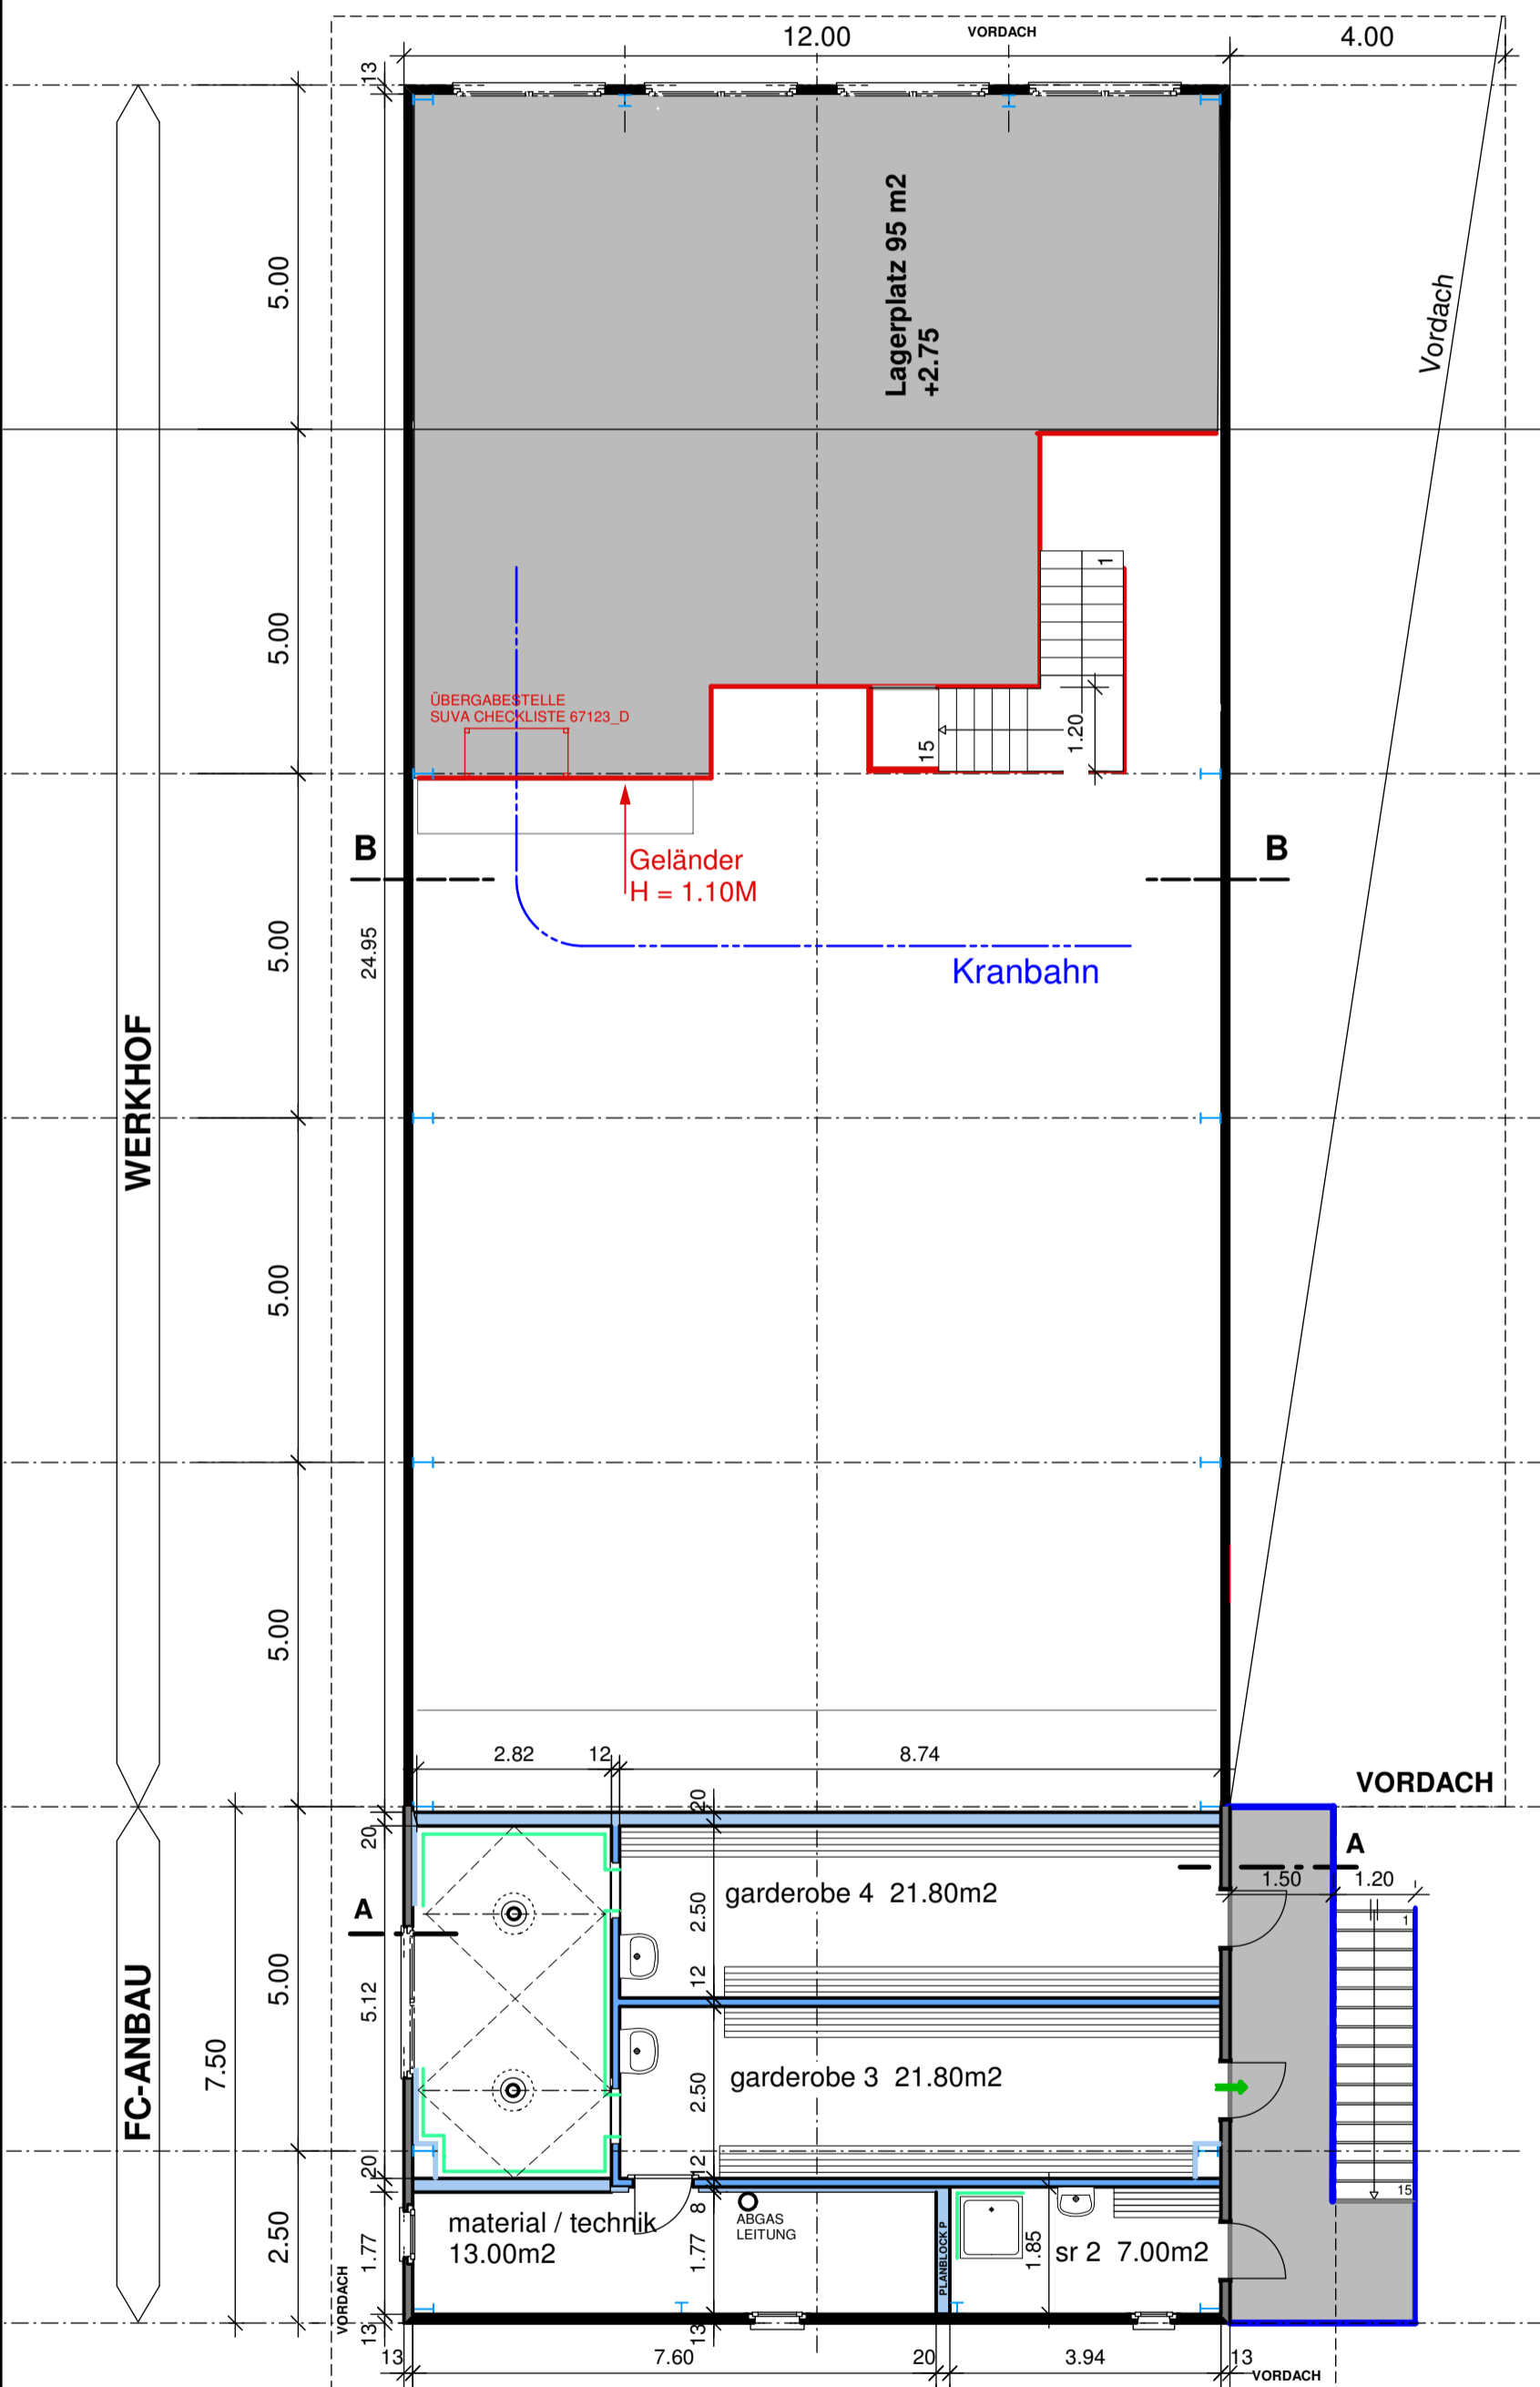 12.00
VORDACH
4.00
13
5.00
Lagerplatz 95 m2
+2.75
Vordach
5.00
1
ÜBERGABESTELLE
SUVA CHECKLISTE 67123_D
15
1.20
B
B
Geländer
H = 1.10M
24.95
5.00
Kranbahn
WERKHOF
5.00
5.00
2.82
12
8.74
VORDACH
20
20
A
1.50
1.20
garderobe 4 21.80m2
2.50
A
1
12
5.00
5.12
FC-ANBAU
7.50
garderobe 3 21.80m2
2.50
20
12
15
8
ABGAS
LEITUNG
material / technik
13.00m2
2.50
1.77
1.77
PLANBLOCK P
1.85
sr 2 7.00m2
VORDACH
13
13
13
7.60
20
3.94
13
VORDACH